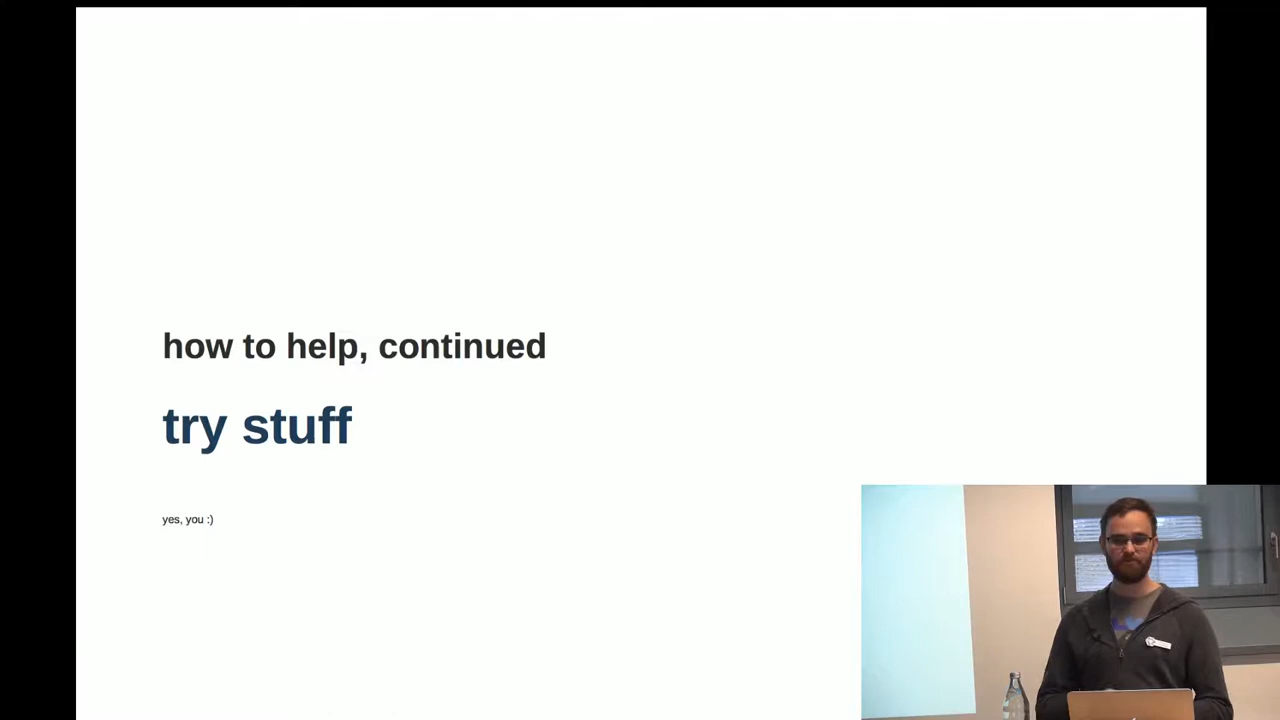 how to help, continued
try stuff
yes, you :)